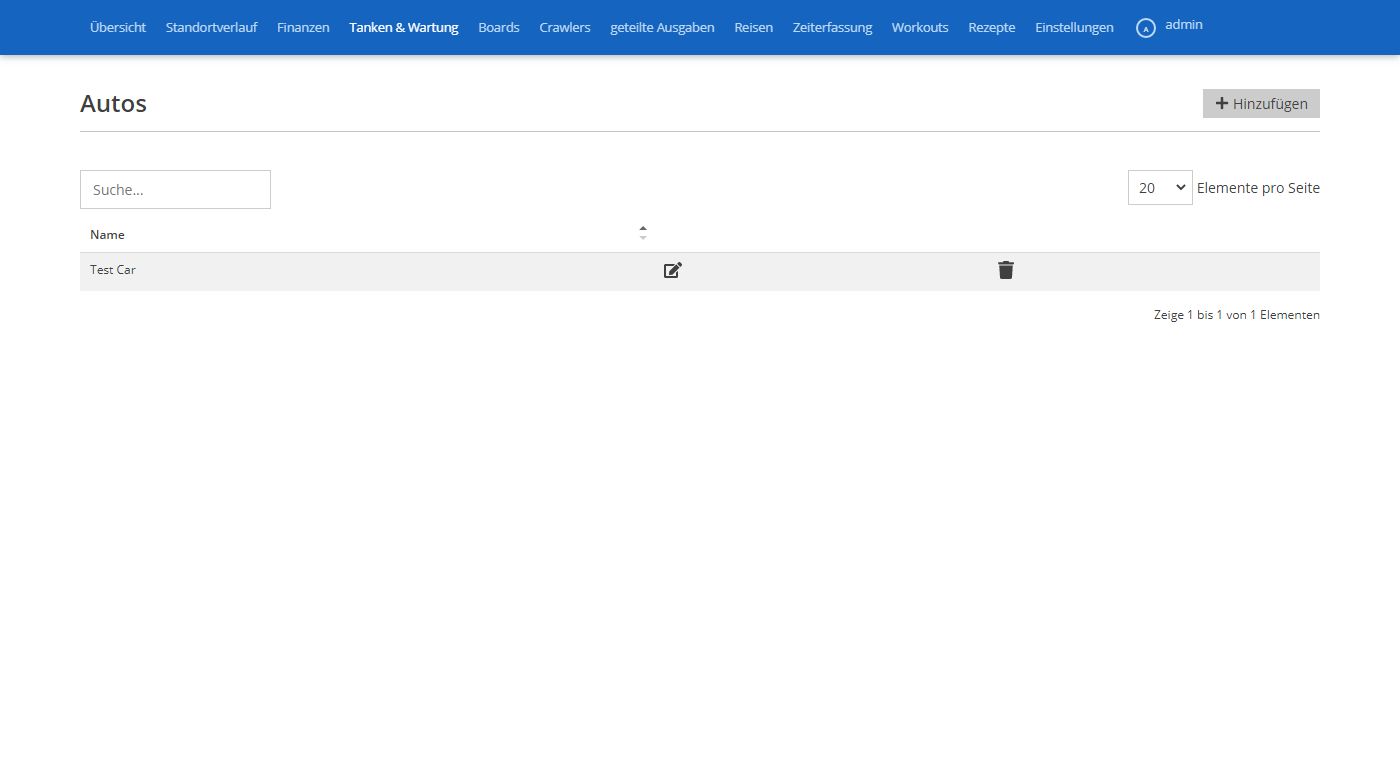 Übersicht Standortverlauf Finanzen Tanken & Wartung Boards Crawlers geteilte Ausgaben Reisen Zeiterfassung Workouts Rezepte Einstellungen A admin
Autos Hinzufügen
Suche... 20 Elemente pro Seite
Name
Test Car
Zeige 1 bis 1 von 1 Elementen